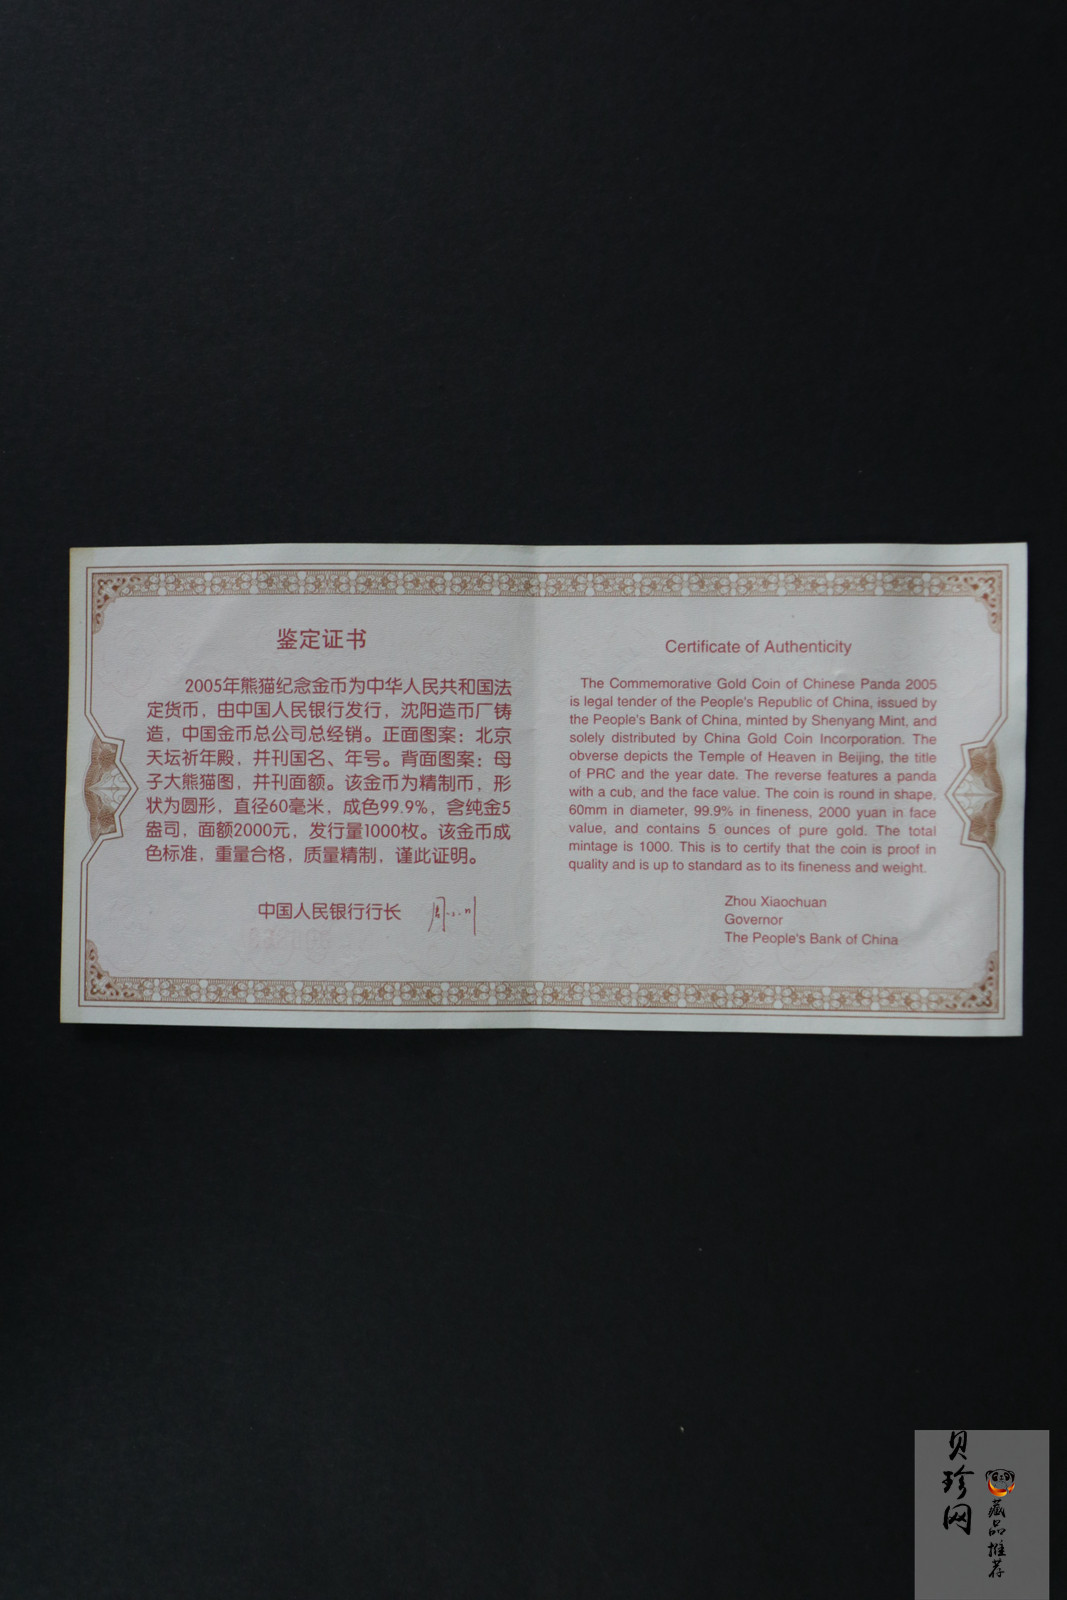 鉴定证书
2005年熊猫纪念金币为中华人民共和国法
定货币，由中国人民银行发行，沈阳造币厂铸
造，中国金币总公司总经销。正面图案：北京
天坛祈年殿，并刊国名、年号。背面图案：母
子大熊猫图，并刊面额。该金币为精制币，形
状为圆形，直径60毫米，成色99.9%，含纯金5
盎司，面额2000元，发行量1000枚。该金币成
色标准，重量合格，质量精制，谨此证明。
中国人民银行行长
Certificate of Authenticity
The Commemorative Gold Coin of Chinese Panda 2005
is legal tender of the People's Republic of China, issued by
the People's Bank of China, minted by Shenyang Mint, and
solely distributed by China Gold Coin Incorporation. The
obverse depicts the Temple of Heaven in Beijing, the title
of PRC and the year date. The reverse features a panda
with a cub, and the face value. The coin is round in shape,
60mm in diameter, 99.9% in fineness, 2000 yuan in face
value, and contains 5 ounces of pure gold. The total
mintage is 1000. This is to certify that the coin is proof in
quality and is up to standard as to its fineness and weight.
Zhou Xiaochuan
Governor
The People's Bank of China
贝珍网
藏品推荐